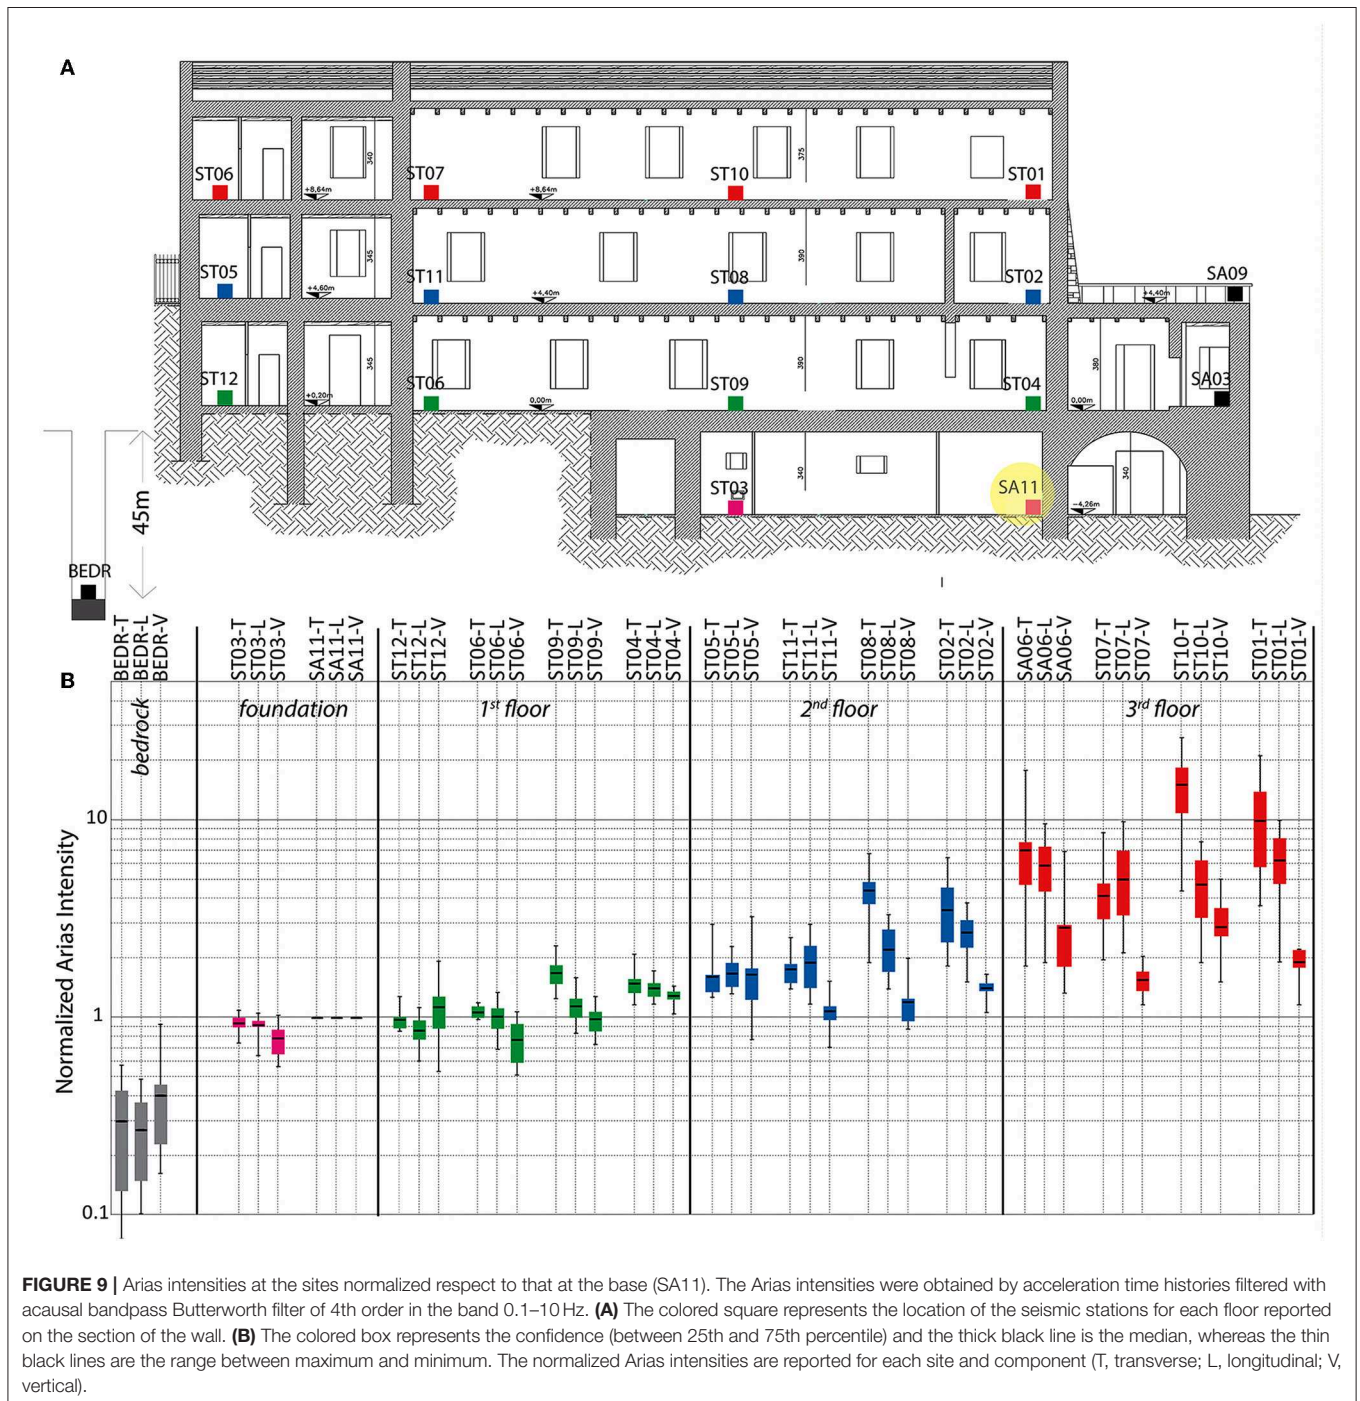 A
ST06
ST07
ST10
ST01
340
375
+8,64m
+8,64m
ST05
ST11
ST08
ST02
SA09
345
390
+4,60m
+4,40m
+4,40m
ST12
ST06
ST09
ST04
SA03
345
390
380
+0,20m
0,00m
0,00m
ST03
SA11
340
340
-4,26m
45m
BEDR
BEDR-T
BEDR-L
BEDR-V
ST03-T
ST03-L
ST03-V
SA11-T
SA11-L
SA11-V
ST12-T
ST12-L
ST12-V
ST06-T
ST06-L
ST06-V
ST09-T
ST09-L
ST09-V
ST04-T
ST04-L
ST04-V
ST05-T
ST05-L
ST05-V
ST11-T
ST11-L
ST11-V
ST08-T
ST08-L
ST08-V
ST02-T
ST02-L
ST02-V
SA06-T
SA06-L
SA06-V
ST07-T
ST07-L
ST07-V
ST10-T
ST10-L
ST10-V
ST01-T
ST01-L
ST01-V
B
bedrock
foundation
1st floor
2nd floor
3rd floor
Normalized Arias Intensity
10
1
0.1
FIGURE 9 | Arias intensities at the sites normalized respect to that at the base (SA11). The Arias intensities were obtained by acceleration time histories filtered with
acausal bandpass Butterworth filter of 4th order in the band 0.1–10 Hz. (A) The colored square represents the location of the seismic stations for each floor reported
on the section of the wall. (B) The colored box represents the confidence (between 25th and 75th percentile) and the thick black line is the median, whereas the thin
black lines are the range between maximum and minimum. The normalized Arias intensities are reported for each site and component (T, transverse; L, longitudinal; V,
vertical).